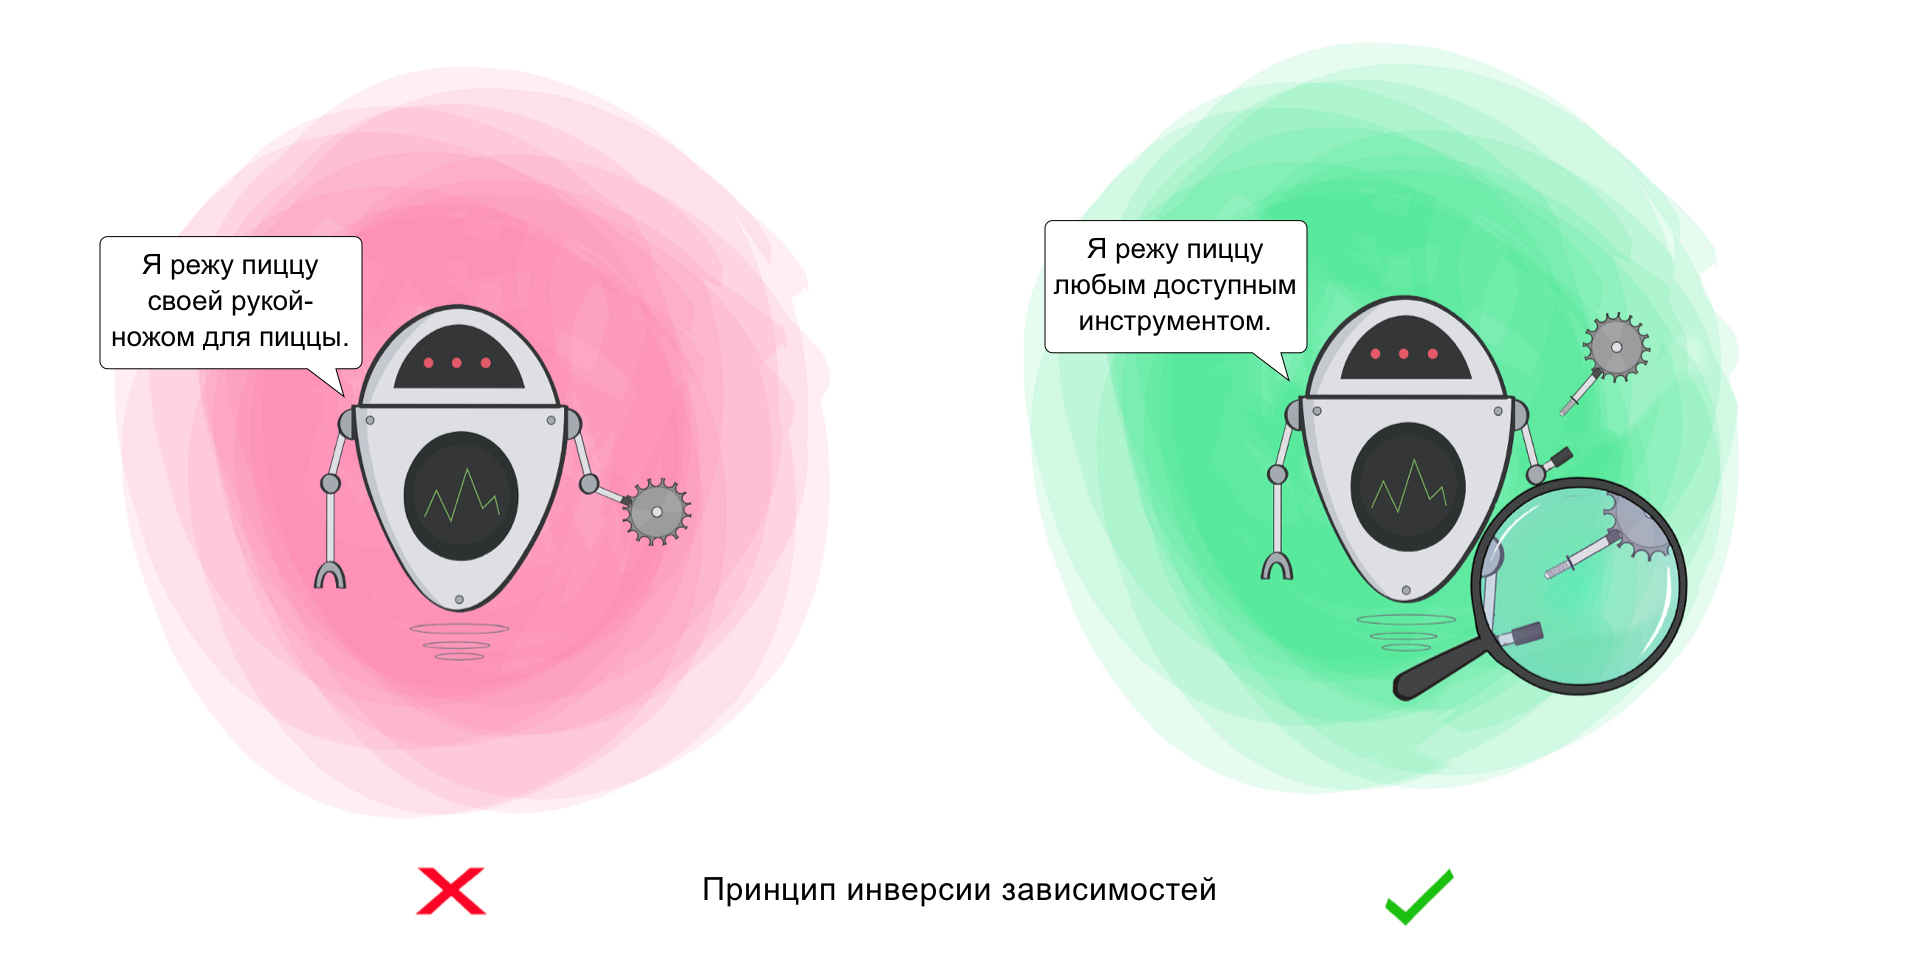 Я режу пиццу
своей рукой-
ножом для пиццы.
Я режу пиццу
любым доступным
инструментом.
Принцип инверсии зависимостей